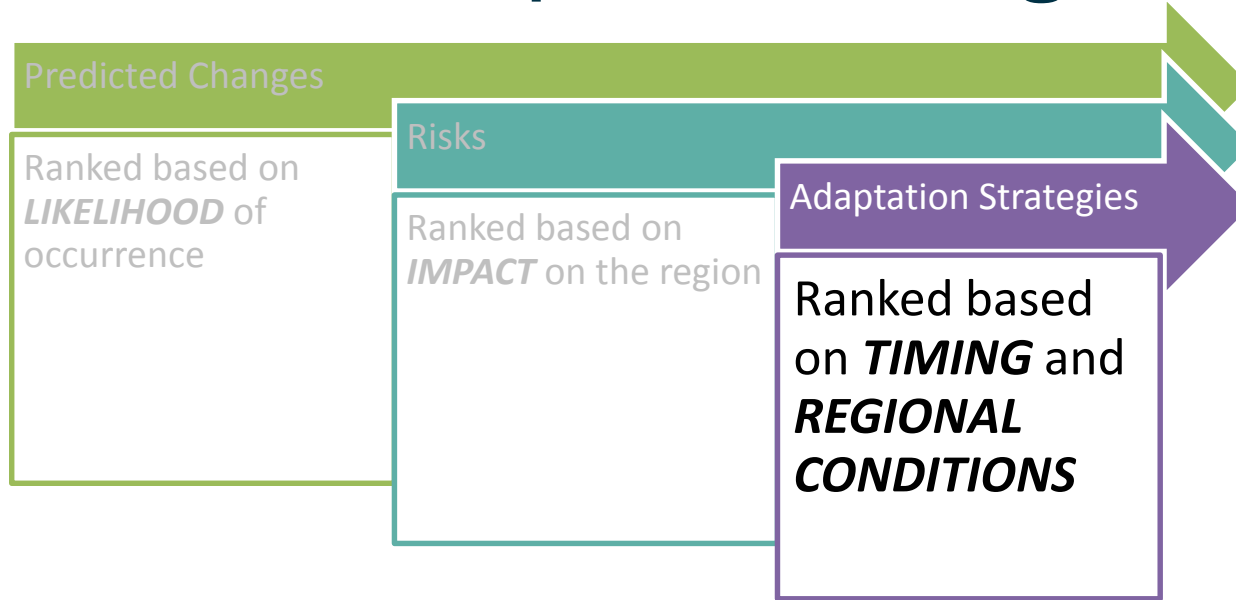 Predicted Changes
Ranked based on
LIKELIHOOD of
occurrence
Risks
Ranked based on
IMPACT on the region
Adaptation Strategies
Ranked based
on TIMING and
REGIONAL
CONDITIONS